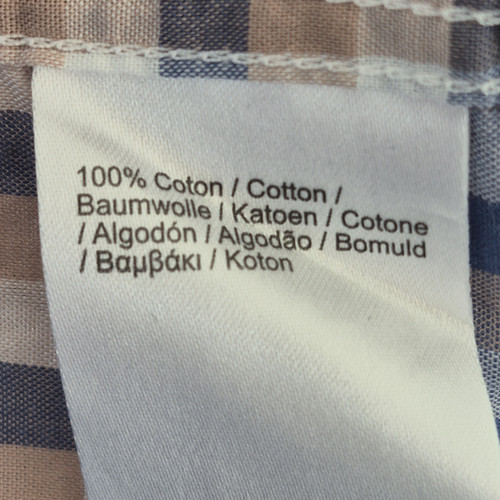 100% Coton / Cotton /
Baumwolle / Katoen / Cotone
/ Algodón / Algodão / Bomuld
/ Βαμβάκι / Koton